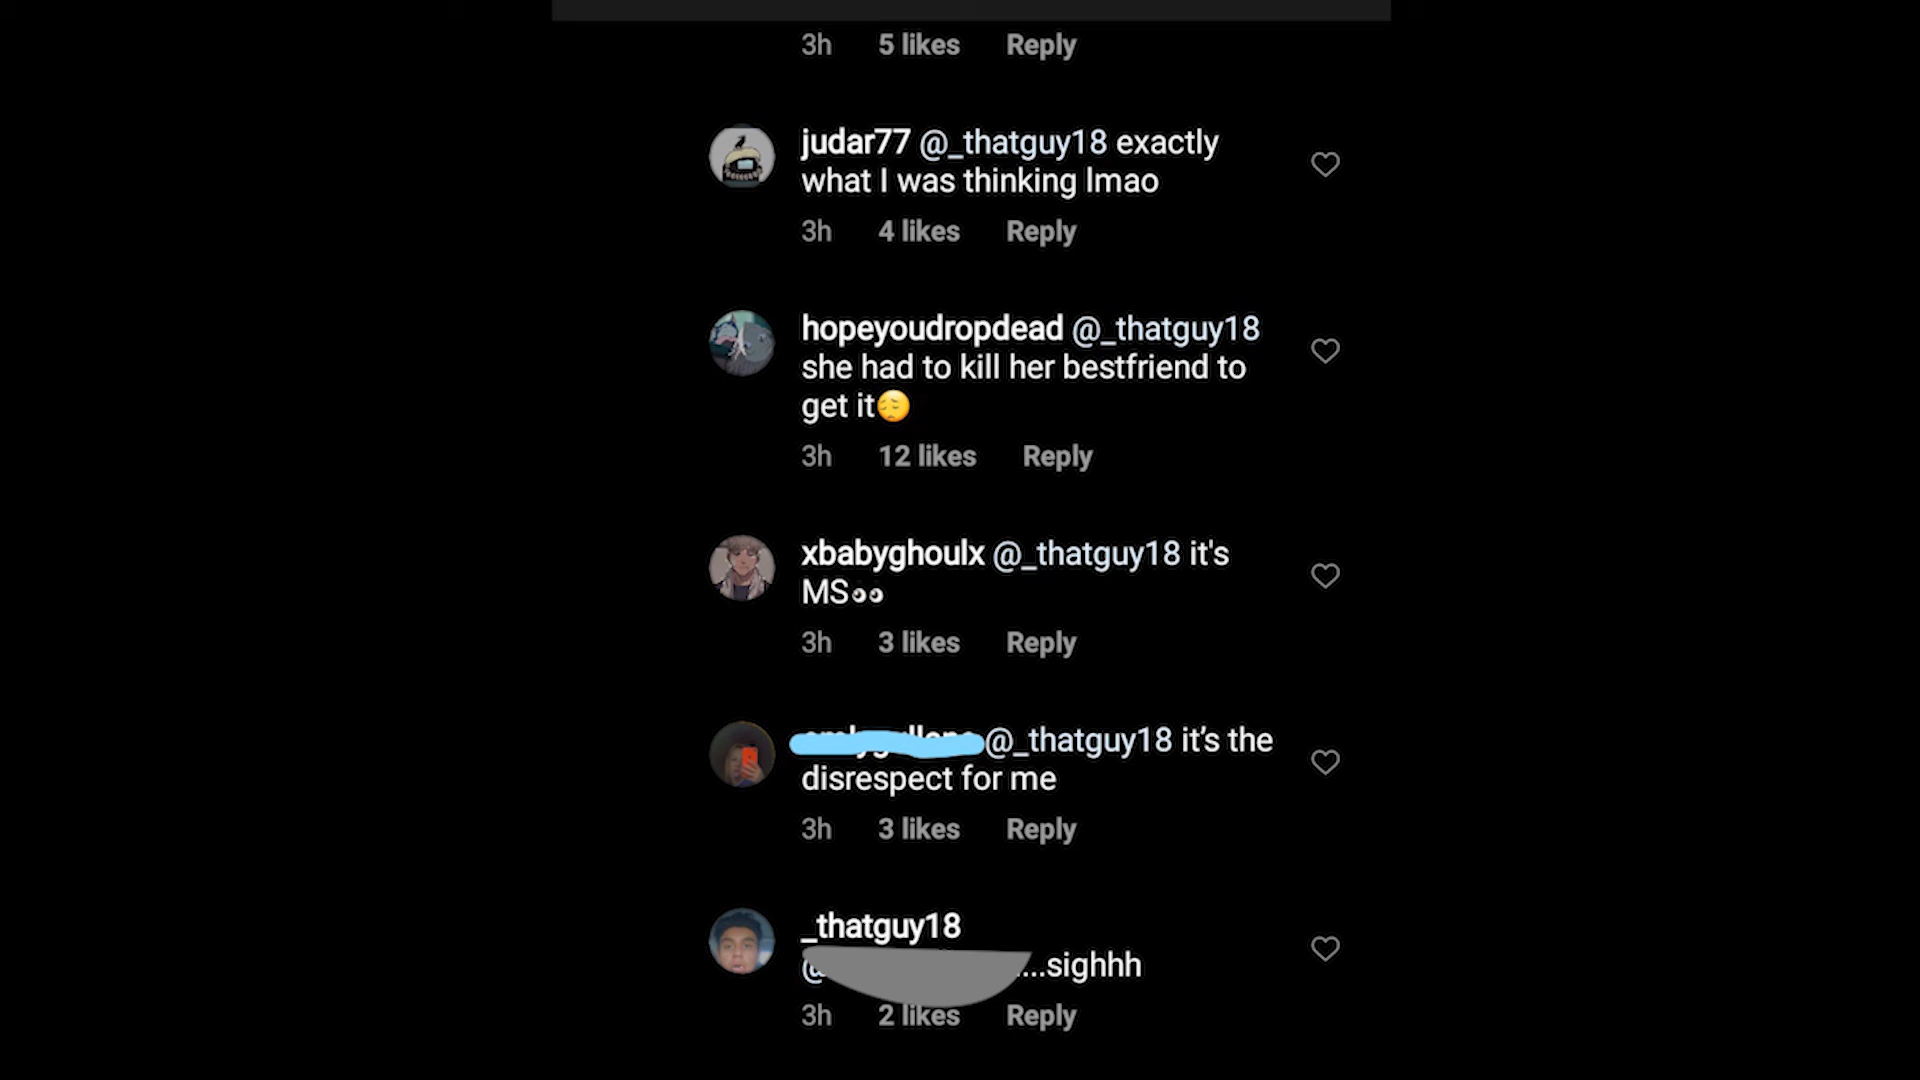 3h 5 likes Reply
judar77 @_thatguy18 exactly
what I was thinking lmao
3h 4 likes Reply
hopeyoudropdead @_thatguy18
she had to kill her bestfriend to
get it😔
3h 12 likes Reply
xbabyghoulx @_thatguy18 it's
MS👀
3h 3 likes Reply
@_thatguy18 it’s the
disrespect for me
3h 3 likes Reply
_thatguy18
@ ....sighhh
3h 2 likes Reply